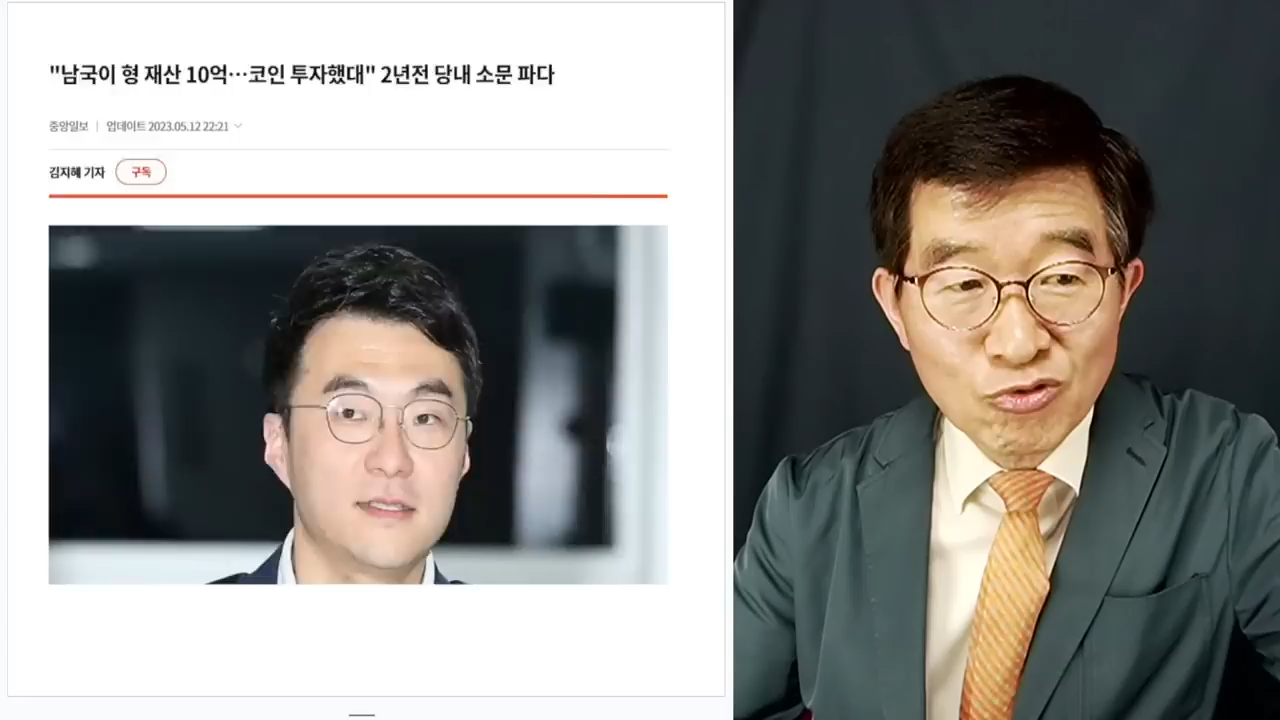 "남국이 형 재산 10억…코인 투자했대" 2년전 당내 소문 파다
중앙일보 | 업데이트 2023.05.12 22:21
김지혜 기자 구독